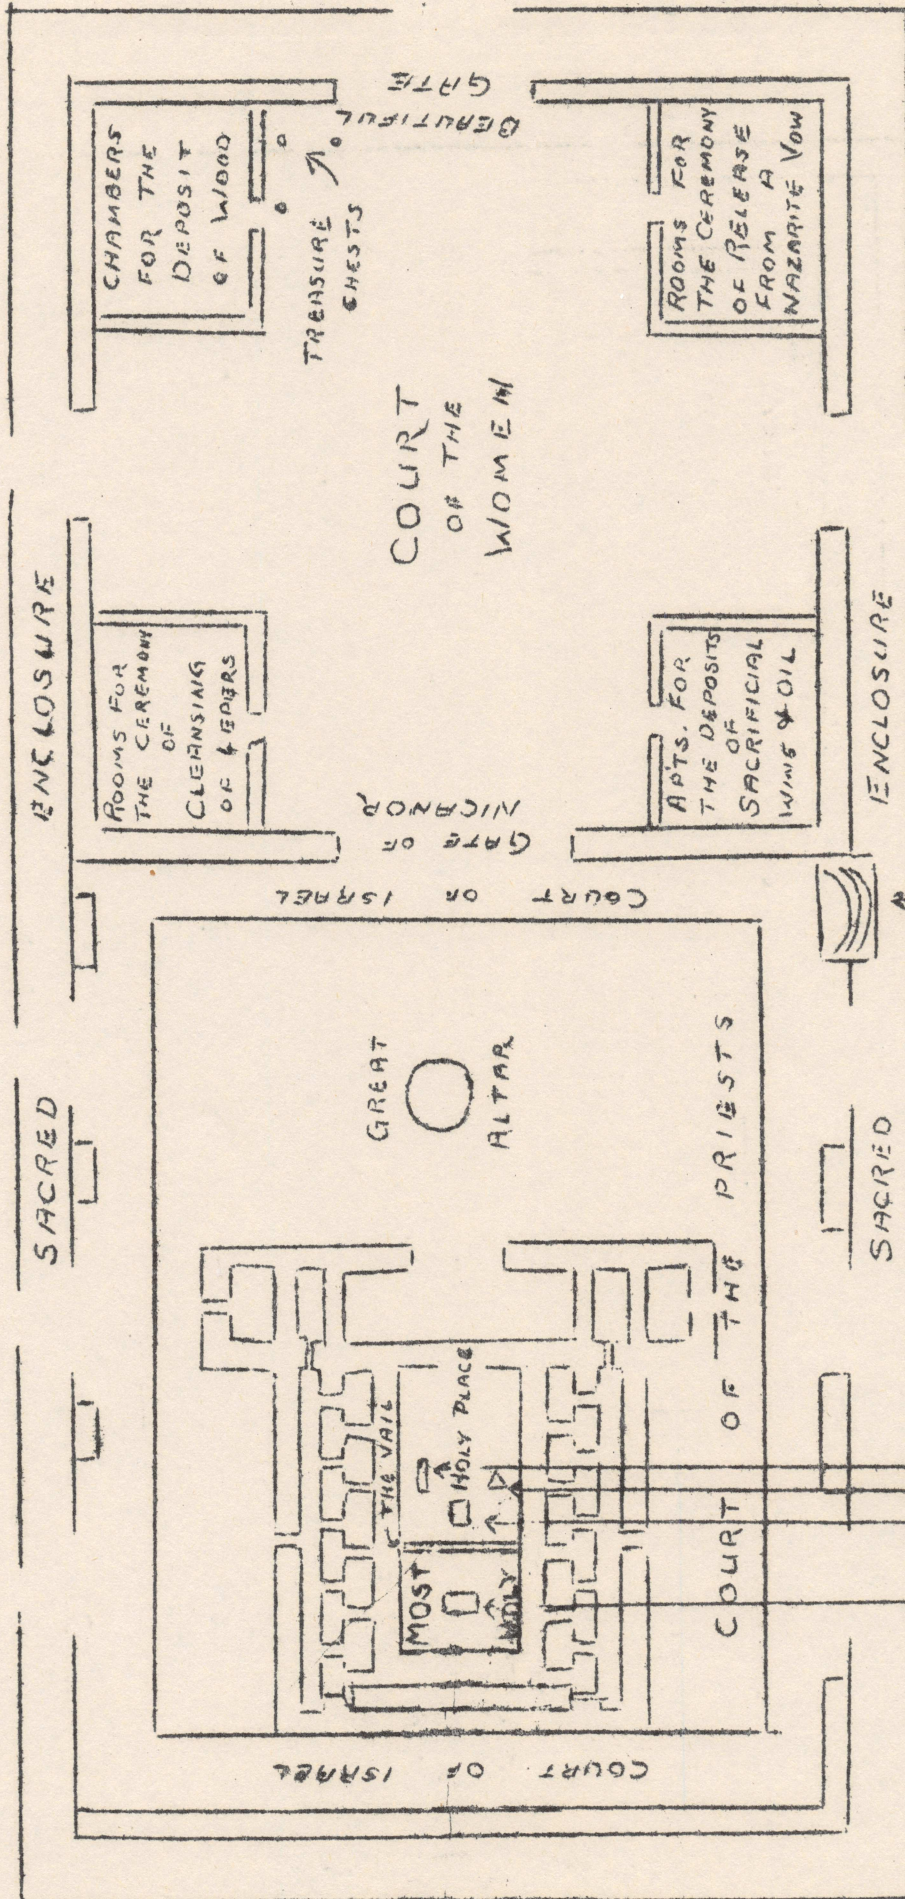 BEAUTIFUL
GATE
CHAMBERS
FOR THE
DEPOSIT
OF WOOD
TREASURE
CHESTS
ROOMS FOR
THE CEREMONY
OF RELEASE
FROM A
NAZARITE VOW
COURT
OF THE
WOMEN
ENCLOSURE
ROOMS FOR
THE CEREMONY
OF
CLEANSING
OF LEPERS
APTS. FOR
THE DEPOSITS
OF
SACRIFICIAL
WINE & OIL
ENCLOSURE
GATE OF
NICANOR
COURT OF ISRAEL
GREAT
ALTAR
SACRED
SACRED
COURT OF THE PRIESTS
THE VAIL
HOLY PLACE
MOST
HOLY
COURT OF ISRAEL